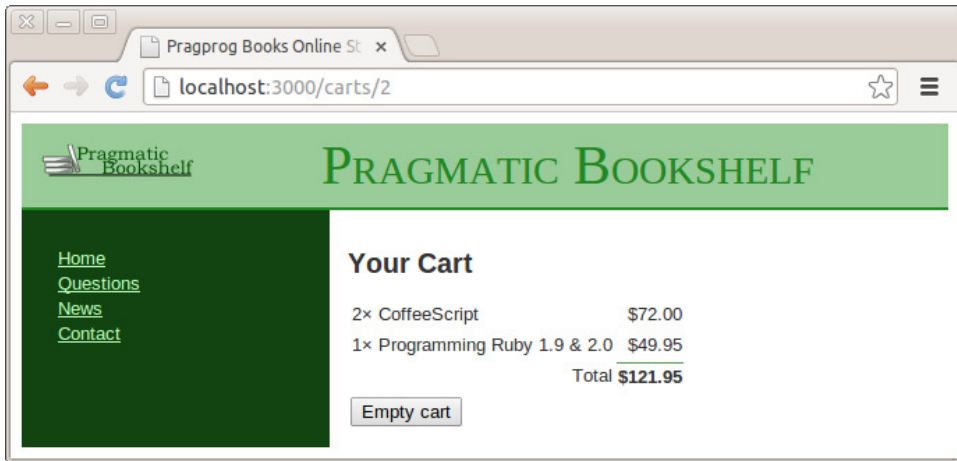 Pragprog Books Online St
localhost:3000/carts/2
Pragmatic
Bookshelf
PRAGMATIC BOOKSHELF
Home
Questions
News
Contact
Your Cart
2× CoffeeScript $72.00
1× Programming Ruby 1.9 & 2.0 $49.95
Total $121.95
Empty cart